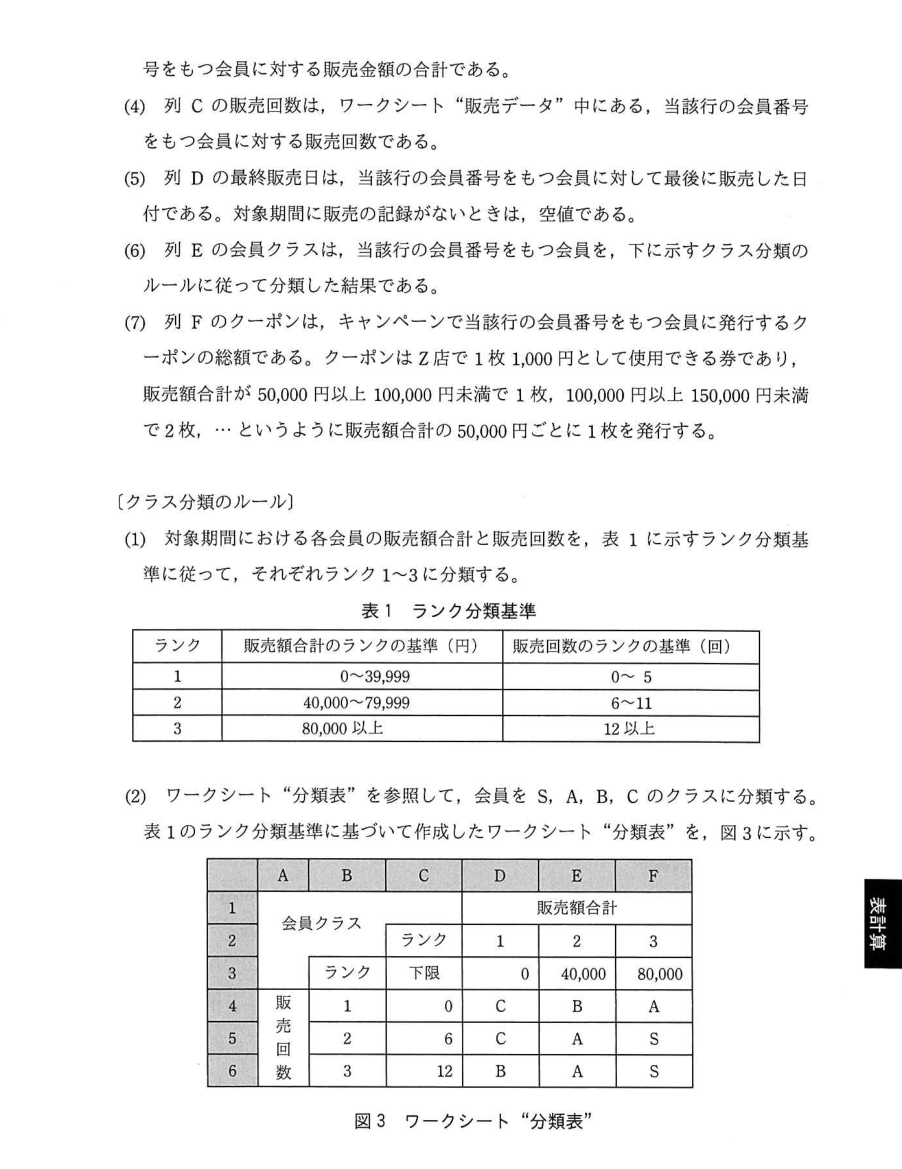 号をもつ会員に対する販売金額の合計である。
(4) 列 C の販売回数は，ワークシート“販売データ”中にある，当該行の会員番号
をもつ会員に対する販売回数である。
(5) 列 D の最終販売日は，当該行の会員番号をもつ会員に対して最後に販売した日
付である。対象期間に販売の記録がないときは，空値である。
(6) 列 E の会員クラスは，当該行の会員番号をもつ会員を，下に示すクラス分類の
ルールに従って分類した結果である。
(7) 列 F のクーポンは，キャンペーンで当該行の会員番号をもつ会員に発行するク
ーポンの総額である。クーポンは Z 店で 1 枚 1,000 円として使用できる券であり，
販売額合計が 50,000 円以上 100,000 円未満で 1 枚，100,000 円以上 150,000 円未満
で 2 枚，… というように販売額合計の 50,000 円ごとに 1 枚を発行する。
〔クラス分類のルール〕
(1) 対象期間における各会員の販売額合計と販売回数を，表 1 に示すランク分類基
準に従って，それぞれランク 1～3 に分類する。
表 1 ランク分類基準
ランク 販売額合計のランクの基準（円） 販売回数のランクの基準（回）
1 0～39,999 0～ 5
2 40,000～79,999 6～11
3 80,000 以上 12 以上
(2) ワークシート“分類表”を参照して，会員を S，A，B，C のクラスに分類する。
表 1 のランク分類基準に基づいて作成したワークシート“分類表”を，図 3 に示す。
A B C D E F
1 会員クラス 販売額合計
2 ランク 1 2 3
3 ランク 下限 0 40,000 80,000
4 販売回数 1 0 C B A
5 2 6 C A S
6 3 12 B A S
図 3 ワークシート“分類表”
表計算